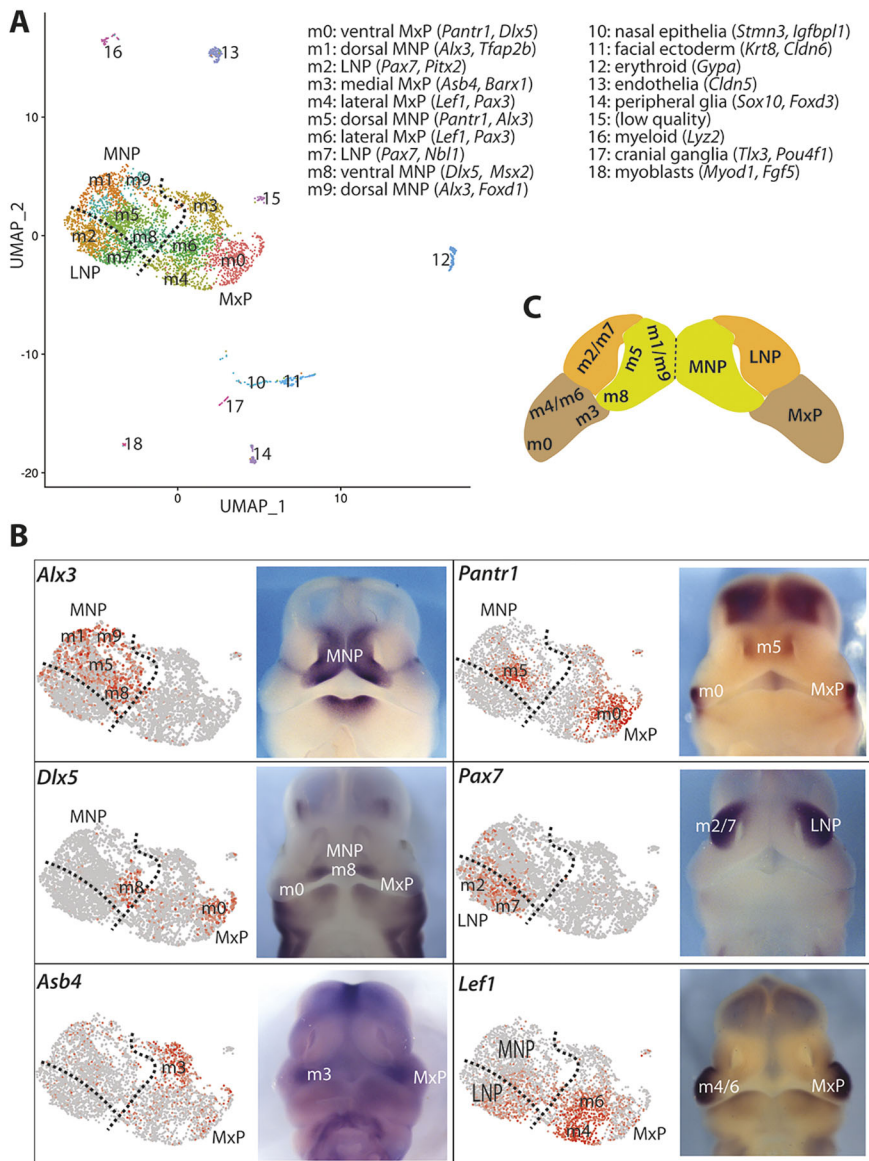 A
m0: ventral MxP (Pantr1, Dlx5)
m1: dorsal MNP (Alx3, Tfap2b)
m2: LNP (Pax7, Pitx2)
m3: medial MxP (Asb4, Barx1)
m4: lateral MxP (Lef1, Pax3)
m5: dorsal MNP (Pantr1, Alx3)
m6: lateral MxP (Lef1, Pax3)
m7: LNP (Pax7, Nbl1)
m8: ventral MNP (Dlx5, Msx2)
m9: dorsal MNP (Alx3, Foxd1)
10: nasal epithelia (Stmn3, Igfbpl1)
11: facial ectoderm (Krt8, Cldn6)
12: erythroid (Gypa)
13: endothelia (Cldn5)
14: peripheral glia (Sox10, Foxd3)
15: (low quality)
16: myeloid (Lyz2)
17: cranial ganglia (Tlx3, Pou4f1)
18: myoblasts (Myod1, Fgf5)
16
13
10
MNP
m1
m9
m3
15
m5
m2
m8
m6
0
m7
m0
12
LNP
m4
MxP
UMAP_2
-10
10
11
17
18
14
-20
0
10
UMAP_1
C
m2/m7
m5
m1/m9
MNP
LNP
m4/m6
m3
m8
m0
MxP
B
Alx3
MNP
m1
m9
m5
m8
MNP
Pantr1
MNP
m5
m0
MxP
m5
m0
MxP
Dlx5
MNP
m8
m0
MxP
MNP
m8
m0
MxP
Pax7
m2
m7
LNP
m2/7
LNP
Asb4
m3
MxP
m3
MxP
Lef1
MNP
LNP
m6
m4
MxP
m4/6
MxP